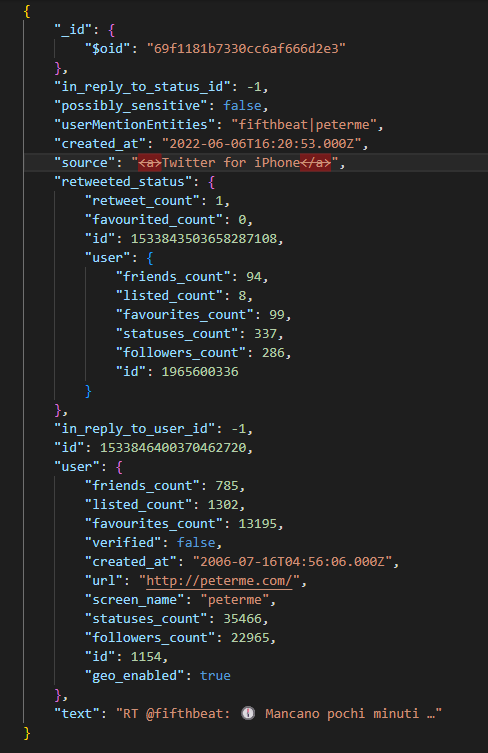 {
"_id": {
"$oid": "69f1181b7330cc6af666d2e3"
},
"in_reply_to_status_id": -1,
"possibly_sensitive": false,
"userMentionEntities": "fifthbeat|peterme",
"created_at": "2022-06-06T16:20:53.000Z",
"source": "<a>Twitter for iPhone</a>",
"retweeted_status": {
"retweet_count": 1,
"favourited_count": 0,
"id": 1533843503658287108,
"user": {
"friends_count": 94,
"listed_count": 8,
"favourites_count": 99,
"statuses_count": 337,
"followers_count": 286,
"id": 1965600336
}
},
"in_reply_to_user_id": -1,
"id": 1533846400370462720,
"user": {
"friends_count": 785,
"listed_count": 1302,
"favourites_count": 13195,
"verified": false,
"created_at": "2006-07-16T04:56:06.000Z",
"url": "http://peterme.com/",
"screen_name": "peterme",
"statuses_count": 35466,
"followers_count": 22965,
"id": 1154,
"geo_enabled": true
},
"text": "RT @fifthbeat: ⏲ Mancano pochi minuti …"
}